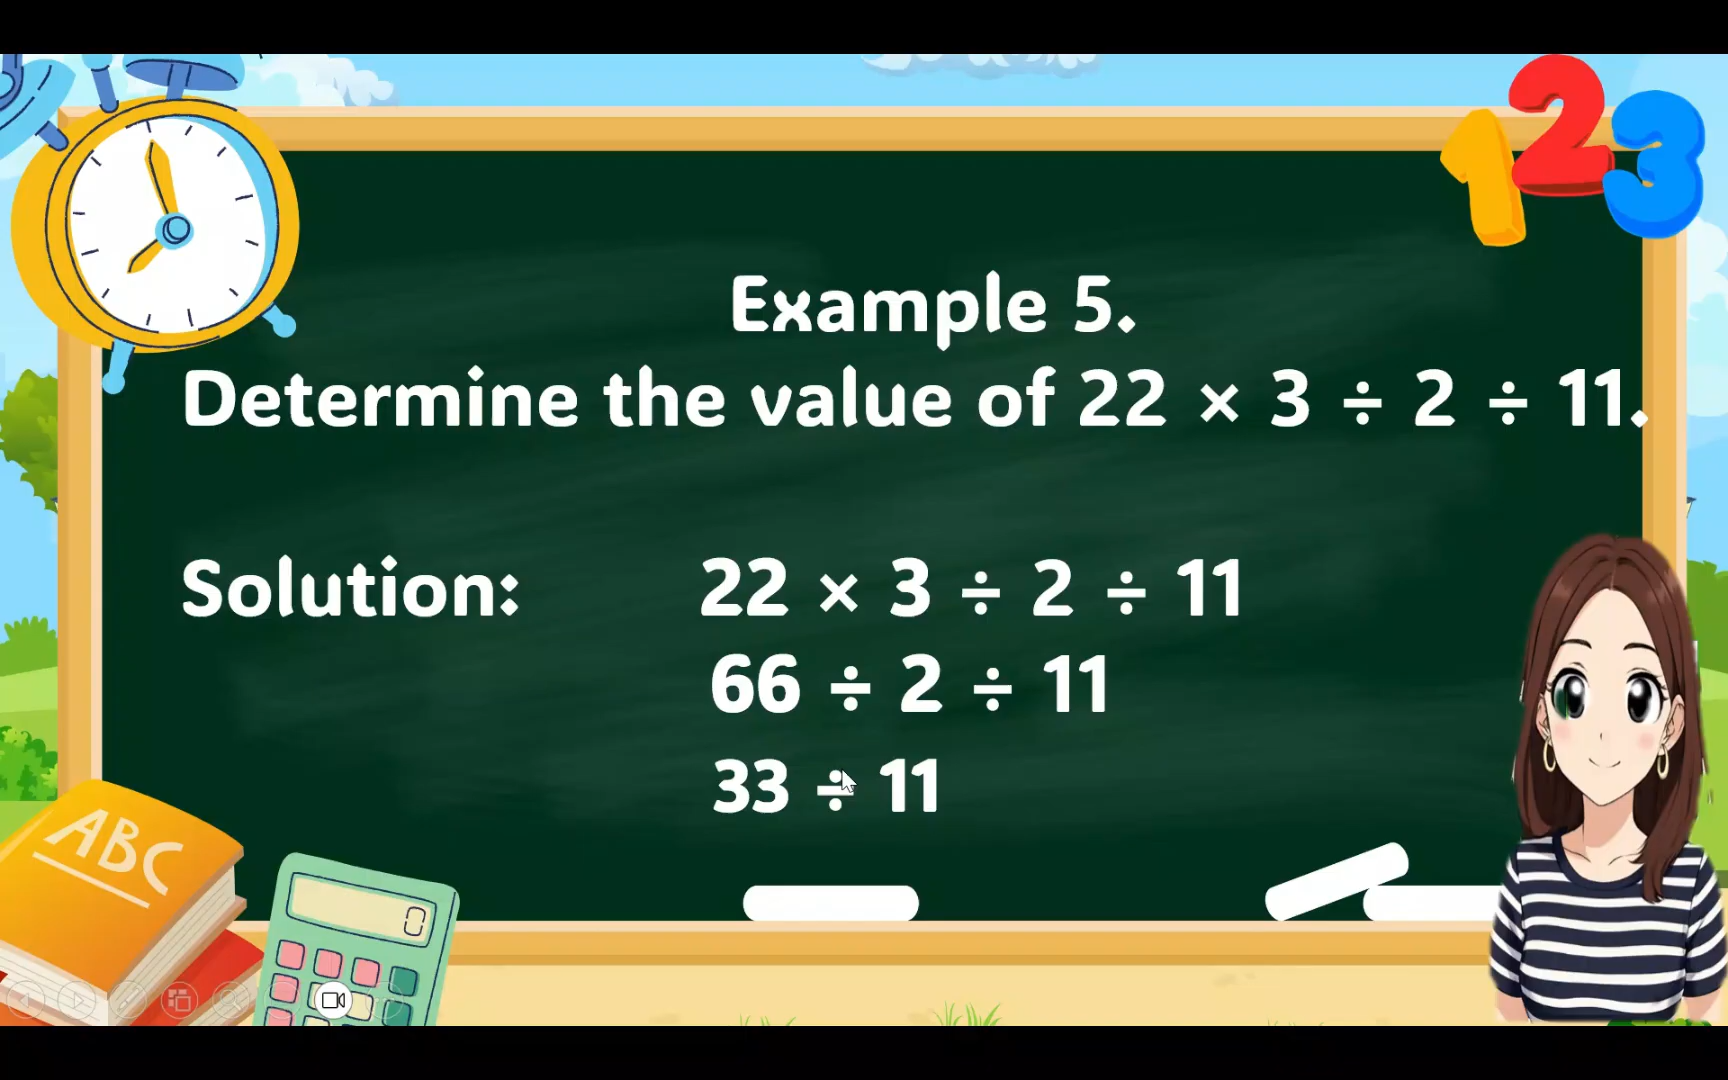 123
Example 5.
Determine the value of 22 × 3 ÷ 2 ÷ 11.
Solution: 22 × 3 ÷ 2 ÷ 11
66 ÷ 2 ÷ 11
33 ÷ 11
ABC
0